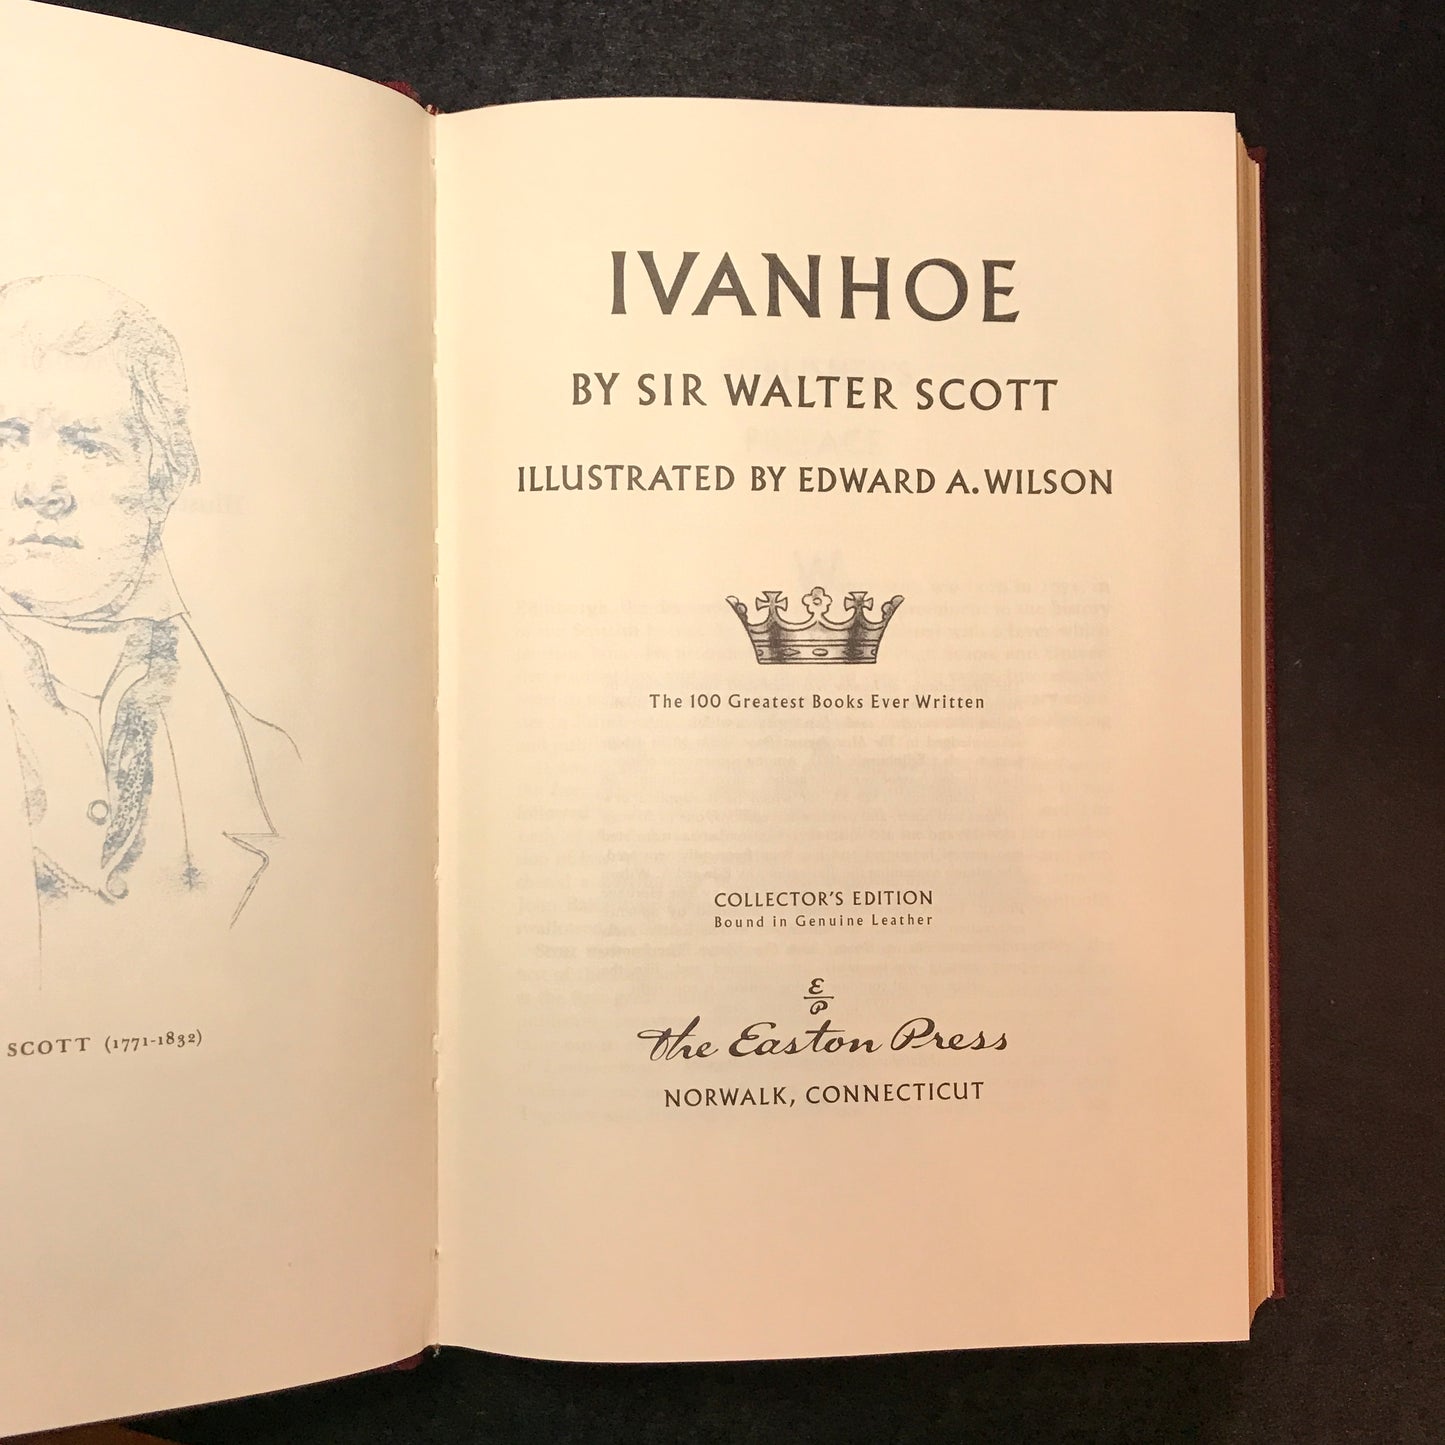 SCOTT (1771-1832)
IVANHOE
BY SIR WALTER SCOTT
ILLUSTRATED BY EDWARD A. WILSON
The 100 Greatest Books Ever Written
COLLECTOR'S EDITION
Bound in Genuine Leather
E
P
The Easton Press
NORWALK, CONNECTICUT